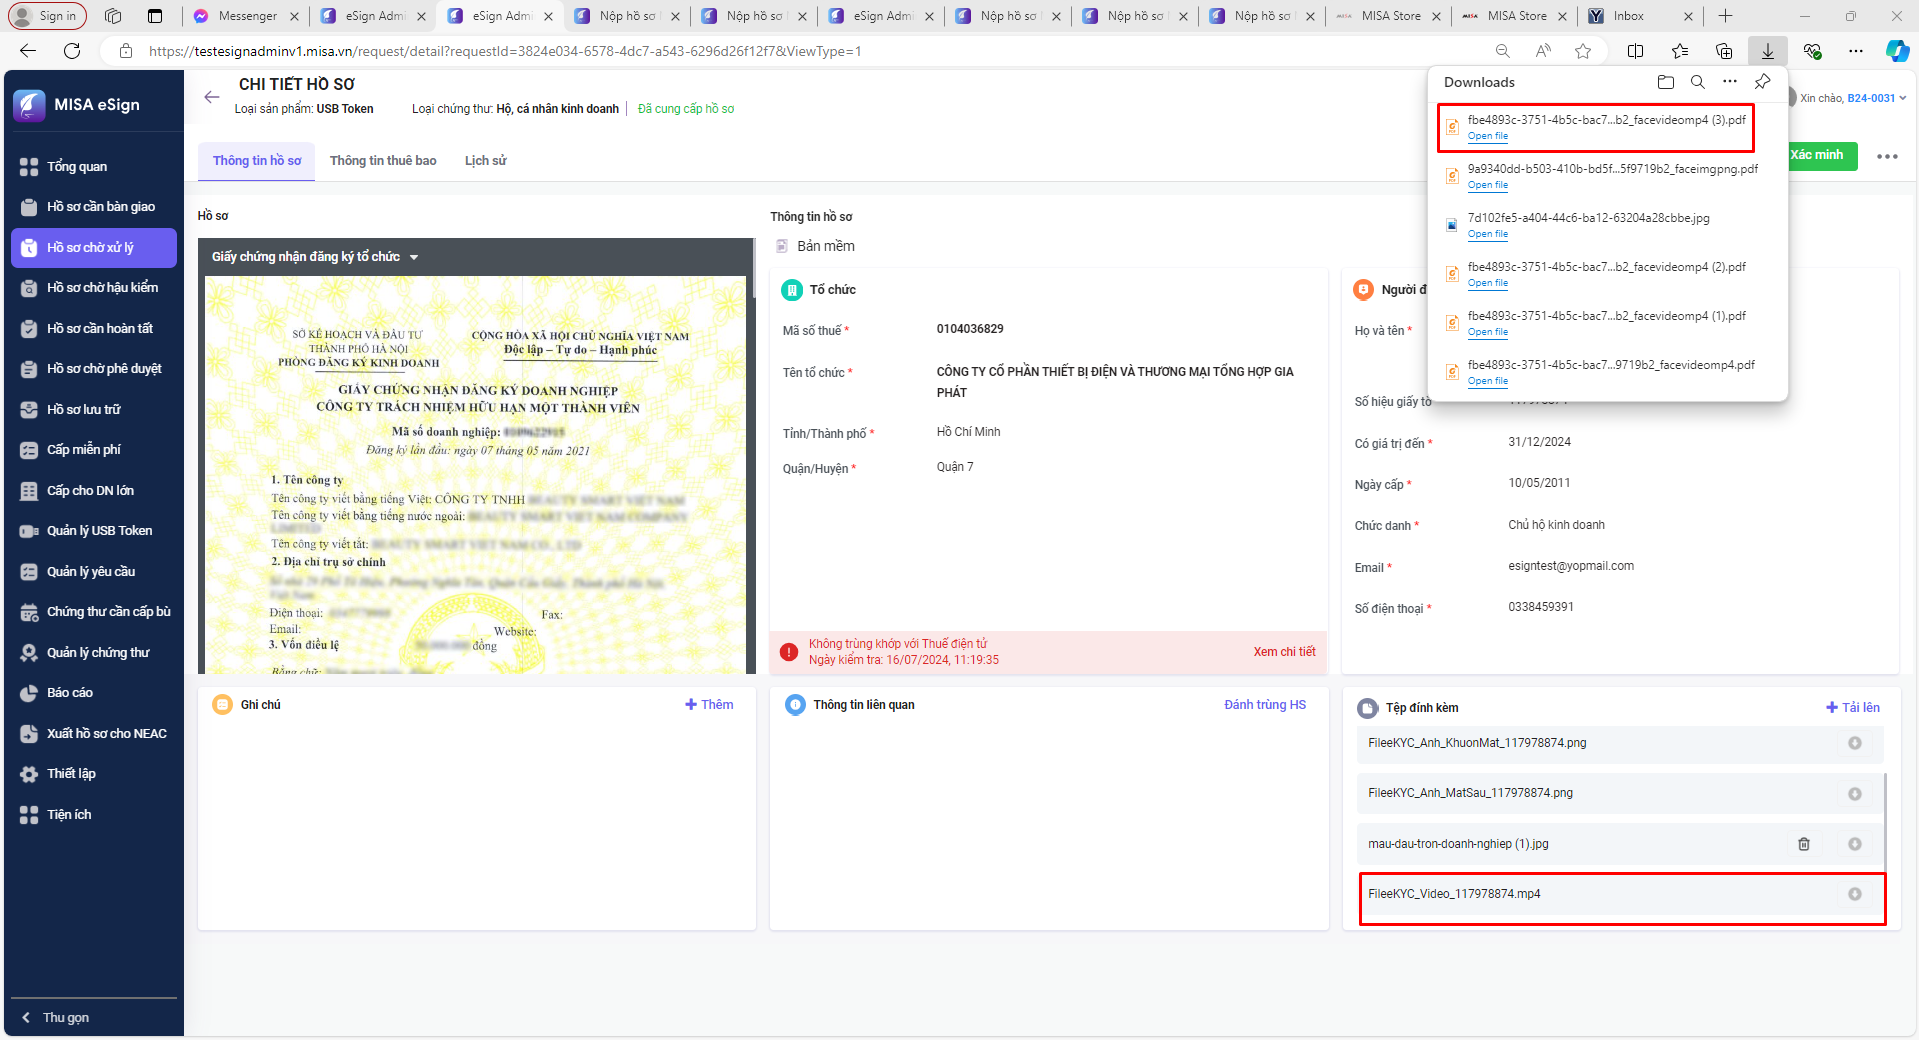 Sign in
Messenger
eSign Admi
eSign Admi
Nộp hồ sơ
Nộp hồ sơ
eSign Admi
Nộp hồ sơ
Nộp hồ sơ
Nộp hồ sơ
MISA Store
MISA Store
Inbox
https://testesignadminv1.misa.vn/request/detail?requestId=3824e034-6578-4dc7-a543-6296d26f12f7&ViewType=1
MISA eSign
Tổng quan
Hồ sơ cần bàn giao
Hồ sơ chờ xử lý
Hồ sơ chờ hậu kiểm
Hồ sơ cần hoàn tất
Hồ sơ chờ phê duyệt
Hồ sơ lưu trữ
Cấp miễn phí
Cấp cho DN lớn
Quản lý USB Token
Quản lý yêu cầu
Chứng thư cần cấp bù
Quản lý chứng thư
Báo cáo
Xuất hồ sơ cho NEAC
Thiết lập
Tiện ích
Thu gọn
CHI TIẾT HỒ SƠ
Loại sản phẩm: USB Token
Loại chứng thư: Hộ, cá nhân kinh doanh
Đã cung cấp hồ sơ
Xin chào, B24-0031
Thông tin hồ sơ
Thông tin thuê bao
Lịch sử
Xác minh
Downloads
fbe4893c-3751-4b5c-bac7...b2_facevideomp4 (3).pdf
Open file
9a9340dd-b503-410b-bd5f...5f9719b2_faceimgpng.pdf
Open file
7d102fe5-a404-44c6-ba12-63204a28cbbe.jpg
Open file
fbe4893c-3751-4b5c-bac7...b2_facevideomp4 (2).pdf
Open file
fbe4893c-3751-4b5c-bac7...b2_facevideomp4 (1).pdf
Open file
fbe4893c-3751-4b5c-bac7...9719b2_facevideomp4.pdf
Open file
Hồ sơ
Giấy chứng nhận đăng ký tổ chức
SỞ KẾ HOẠCH VÀ ĐẦU TƯ
THÀNH PHỐ HÀ NỘI
PHÒNG ĐĂNG KÝ KINH DOANH
CỘNG HÒA XÃ HỘI CHỦ NGHĨA VIỆT NAM
Độc lập – Tự do – Hạnh phúc
GIẤY CHỨNG NHẬN ĐĂNG KÝ DOANH NGHIỆP
CÔNG TY TRÁCH NHIỆM HỮU HẠN MỘT THÀNH VIÊN
Mã số doanh nghiệp:
Đăng ký lần đầu: ngày 07 tháng 05 năm 2021
1. Tên công ty
Tên công ty viết bằng tiếng Việt: CÔNG TY TNHH
Tên công ty viết bằng tiếng nước ngoài:
Tên công ty viết tắt:
2. Địa chỉ trụ sở chính
Điện thoại:
Fax:
Email:
Website:
3. Vốn điều lệ
đồng
Bằng chữ:
Thông tin hồ sơ
Bản mềm
Tổ chức
Mã số thuế *
0104036829
Tên tổ chức *
CÔNG TY CỔ PHẦN THIẾT BỊ ĐIỆN VÀ THƯƠNG MẠI TỔNG HỢP GIA
PHÁT
Tỉnh/Thành phố *
Hồ Chí Minh
Quận/Huyện *
Quận 7
Không trùng khớp với Thuế điện tử
Ngày kiểm tra: 16/07/2024, 11:19:35
Xem chi tiết
Người đ
Họ và tên *
Số hiệu giấy tờ
Có giá trị đến *
31/12/2024
Ngày cấp *
10/05/2011
Chức danh *
Chủ hộ kinh doanh
Email *
esigntest@yopmail.com
Số điện thoại *
0338459391
Ghi chú
Thêm
Thông tin liên quan
Đánh trùng HS
Tệp đính kèm
Tải lên
FileeKYC_Anh_KhuonMat_117978874.png
FileeKYC_Anh_MatSau_117978874.png
mau-dau-tron-doanh-nghiep (1).jpg
FileeKYC_Video_117978874.mp4